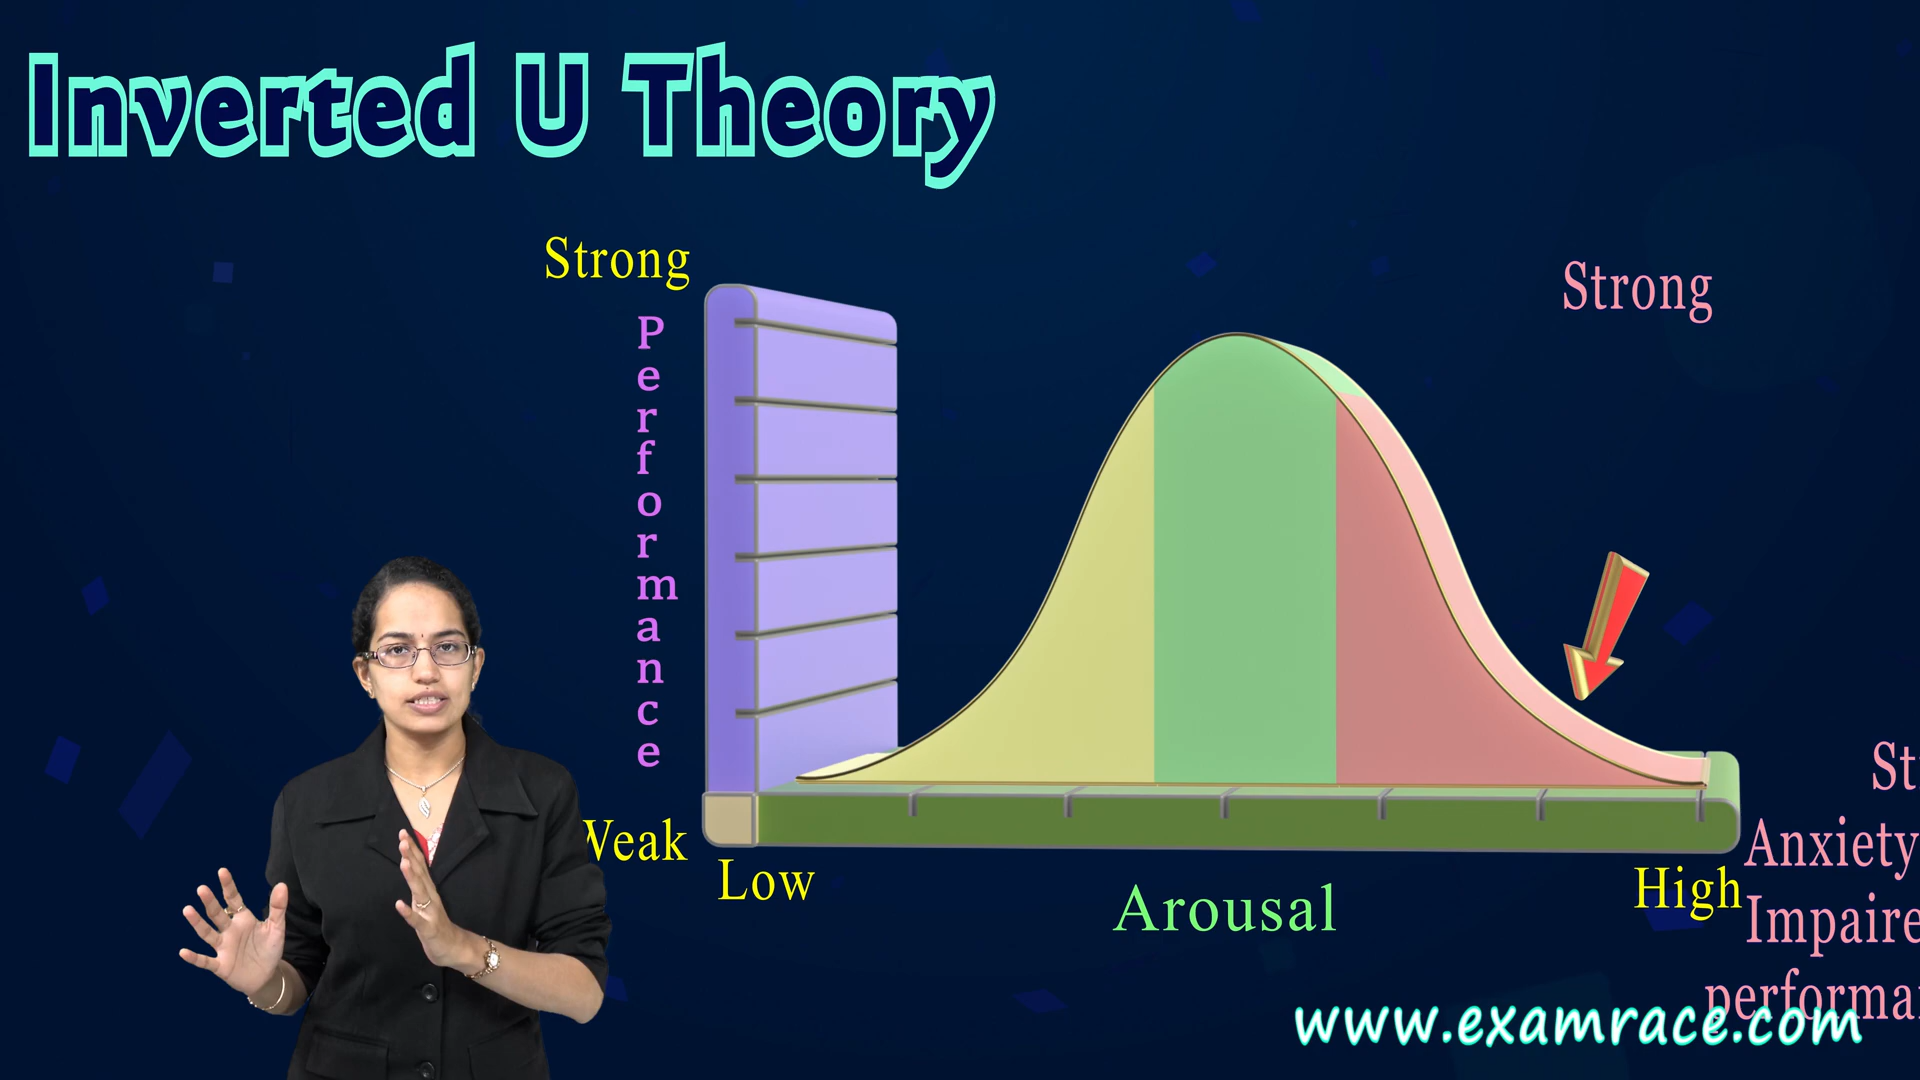 Inverted U Theory
Strong
Strong
Performance
Weak
Low
Arousal
High
Anxiety
www.examrace.com